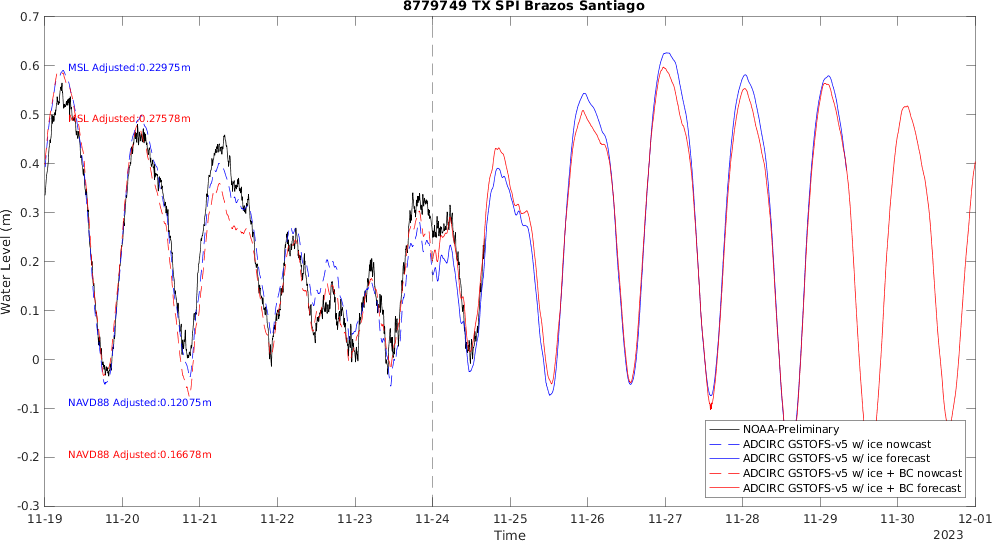 8779749 TX SPI Brazos Santiago
0.7
0.6
0.5
0.4
0.3
0.2
0.1
0
-0.1
-0.2
-0.3
Water Level (m)
MSL Adjusted:0.22975m
MSL Adjusted:0.27578m
NAVD88 Adjusted:0.12075m
NAVD88 Adjusted:0.16678m
NOAA-Preliminary
ADCIRC GSTOFS-v5 w/ ice nowcast
ADCIRC GSTOFS-v5 w/ ice forecast
ADCIRC GSTOFS-v5 w/ ice + BC nowcast
ADCIRC GSTOFS-v5 w/ ice + BC forecast
11-19 11-20 11-21 11-22 11-23 11-24 11-25 11-26 11-27 11-28 11-29 11-30 12-01
Time
2023